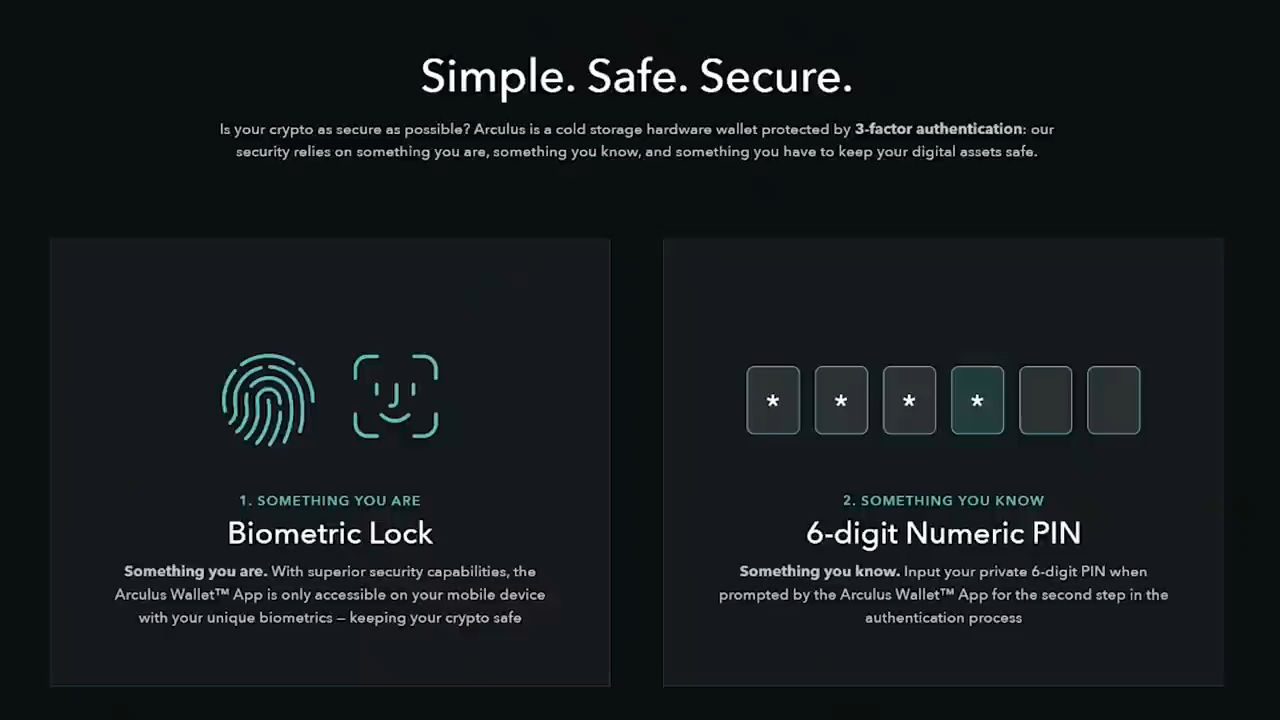 Simple. Safe. Secure.
Is your crypto as secure as possible? Arculus is a cold storage hardware wallet protected by 3-factor authentication: our
security relies on something you are, something you know, and something you have to keep your digital assets safe.
* * * *
1. SOMETHING YOU ARE
Biometric Lock
Something you are. With superior security capabilities, the
Arculus Wallet™ App is only accessible on your mobile device
with your unique biometrics – keeping your crypto safe
2. SOMETHING YOU KNOW
6-digit Numeric PIN
Something you know. Input your private 6-digit PIN when
prompted by the Arculus Wallet™ App for the second step in the
authentication process